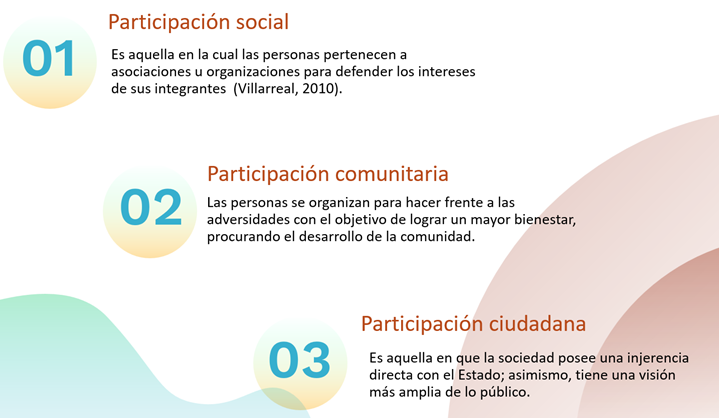 01
Participación social
Es aquella en la cual las personas pertenecen a
asociaciones u organizaciones para defender los intereses
de sus integrantes (Villarreal, 2010).
02
Participación comunitaria
Las personas se organizan para hacer frente a las
adversidades con el objetivo de lograr un mayor bienestar,
procurando el desarrollo de la comunidad.
03
Participación ciudadana
Es aquella en que la sociedad posee una injerencia
directa con el Estado; asimismo, tiene una visión
más amplia de lo público.